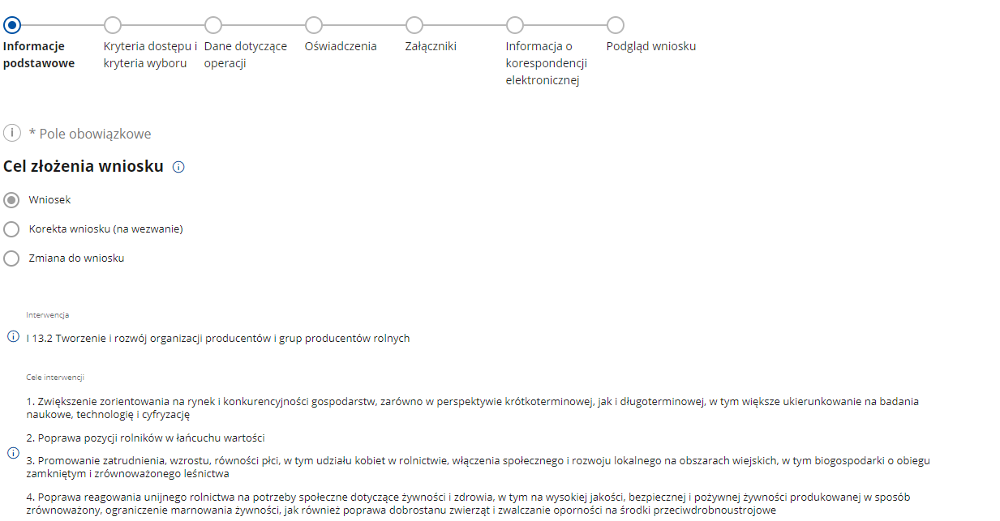 Informacje podstawowe
Kryteria dostępu i kryteria wyboru
Dane dotyczące operacji
Oświadczenia
Załączniki
Informacja o korespondencji elektronicznej
Podgląd wniosku
* Pole obowiązkowe
Cel złożenia wniosku
Wniosek
Korekta wniosku (na wezwanie)
Zmiana do wniosku
Interwencja
I 13.2 Tworzenie i rozwój organizacji producentów i grup producentów rolnych
Cele interwencji
1. Zwiększenie zorientowania na rynek i konkurencyjności gospodarstw, zarówno w perspektywie krótkoterminowej, jak i długoterminowej, w tym większe ukierunkowanie na badania
naukowe, technologię i cyfryzację
2. Poprawa pozycji rolników w łańcuchu wartości
3. Promowanie zatrudnienia, wzrostu, równości płci, w tym udziału kobiet w rolnictwie, włączenia społecznego i rozwoju lokalnego na obszarach wiejskich, w tym biogospodarki o obiegu
zamkniętym i zrównoważonego leśnictwa
4. Poprawa reagowania unijnego rolnictwa na potrzeby społeczne dotyczące żywności i zdrowia, w tym na wysokiej jakości, bezpiecznej i pożywnej żywności produkowanej w sposób
zrównoważony, ograniczenie marnowania żywności, jak również poprawa dobrostanu zwierząt i zwalczanie oporności na środki przeciwdrobnoustrojowe